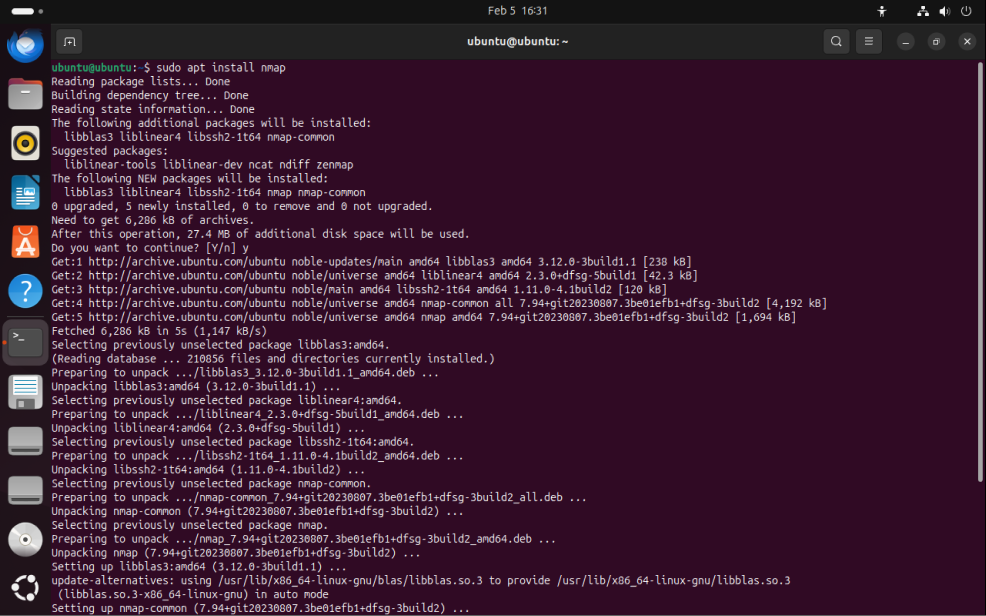 Feb 5 16:31
ubuntu@ubuntu: ~
ubuntu@ubuntu:~$ sudo apt install nmap
Reading package lists... Done
Building dependency tree... Done
Reading state information... Done
The following additional packages will be installed:
  libblas3 liblinear4 libssh2-1t64 nmap-common
Suggested packages:
  liblinear-tools liblinear-dev ncat ndiff zenmap
The following NEW packages will be installed:
  libblas3 liblinear4 libssh2-1t64 nmap nmap-common
0 upgraded, 5 newly installed, 0 to remove and 0 not upgraded.
Need to get 6,286 kB of archives.
After this operation, 27.4 MB of additional disk space will be used.
Do you want to continue? [Y/n] y
Get:1 http://archive.ubuntu.com/ubuntu noble-updates/main amd64 libblas3 amd64 3.12.0-3build1.1 [238 kB]
Get:2 http://archive.ubuntu.com/ubuntu noble/universe amd64 liblinear4 amd64 2.3.0+dfsg-5build1 [42.3 kB]
Get:3 http://archive.ubuntu.com/ubuntu noble/main amd64 libssh2-1t64 amd64 1.11.0-4.1build2 [120 kB]
Get:4 http://archive.ubuntu.com/ubuntu noble/universe amd64 nmap-common all 7.94+git20230807.3be01efb1+dfsg-3build2 [4,192 kB]
Get:5 http://archive.ubuntu.com/ubuntu noble/universe amd64 nmap amd64 7.94+git20230807.3be01efb1+dfsg-3build2 [1,694 kB]
Fetched 6,286 kB in 5s (1,147 kB/s)
Selecting previously unselected package libblas3:amd64.
(Reading database ... 210856 files and directories currently installed.)
Preparing to unpack .../libblas3_3.12.0-3build1.1_amd64.deb ...
Unpacking libblas3:amd64 (3.12.0-3build1.1) ...
Selecting previously unselected package liblinear4:amd64.
Preparing to unpack .../liblinear4_2.3.0+dfsg-5build1_amd64.deb ...
Unpacking liblinear4:amd64 (2.3.0+dfsg-5build1) ...
Selecting previously unselected package libssh2-1t64:amd64.
Preparing to unpack .../libssh2-1t64_1.11.0-4.1build2_amd64.deb ...
Unpacking libssh2-1t64:amd64 (1.11.0-4.1build2) ...
Selecting previously unselected package nmap-common.
Preparing to unpack .../nmap-common_7.94+git20230807.3be01efb1+dfsg-3build2_all.deb ...
Unpacking nmap-common (7.94+git20230807.3be01efb1+dfsg-3build2) ...
Selecting previously unselected package nmap.
Preparing to unpack .../nmap_7.94+git20230807.3be01efb1+dfsg-3build2_amd64.deb ...
Unpacking nmap (7.94+git20230807.3be01efb1+dfsg-3build2) ...
Setting up libblas3:amd64 (3.12.0-3build1.1) ...
update-alternatives: using /usr/lib/x86_64-linux-gnu/blas/libblas.so.3 to provide /usr/lib/x86_64-linux-gnu/libblas.so.3
 (libblas.so.3-x86_64-linux-gnu) in auto mode
Setting up nmap-common (7.94+git20230807.3be01efb1+dfsg-3build2) ...